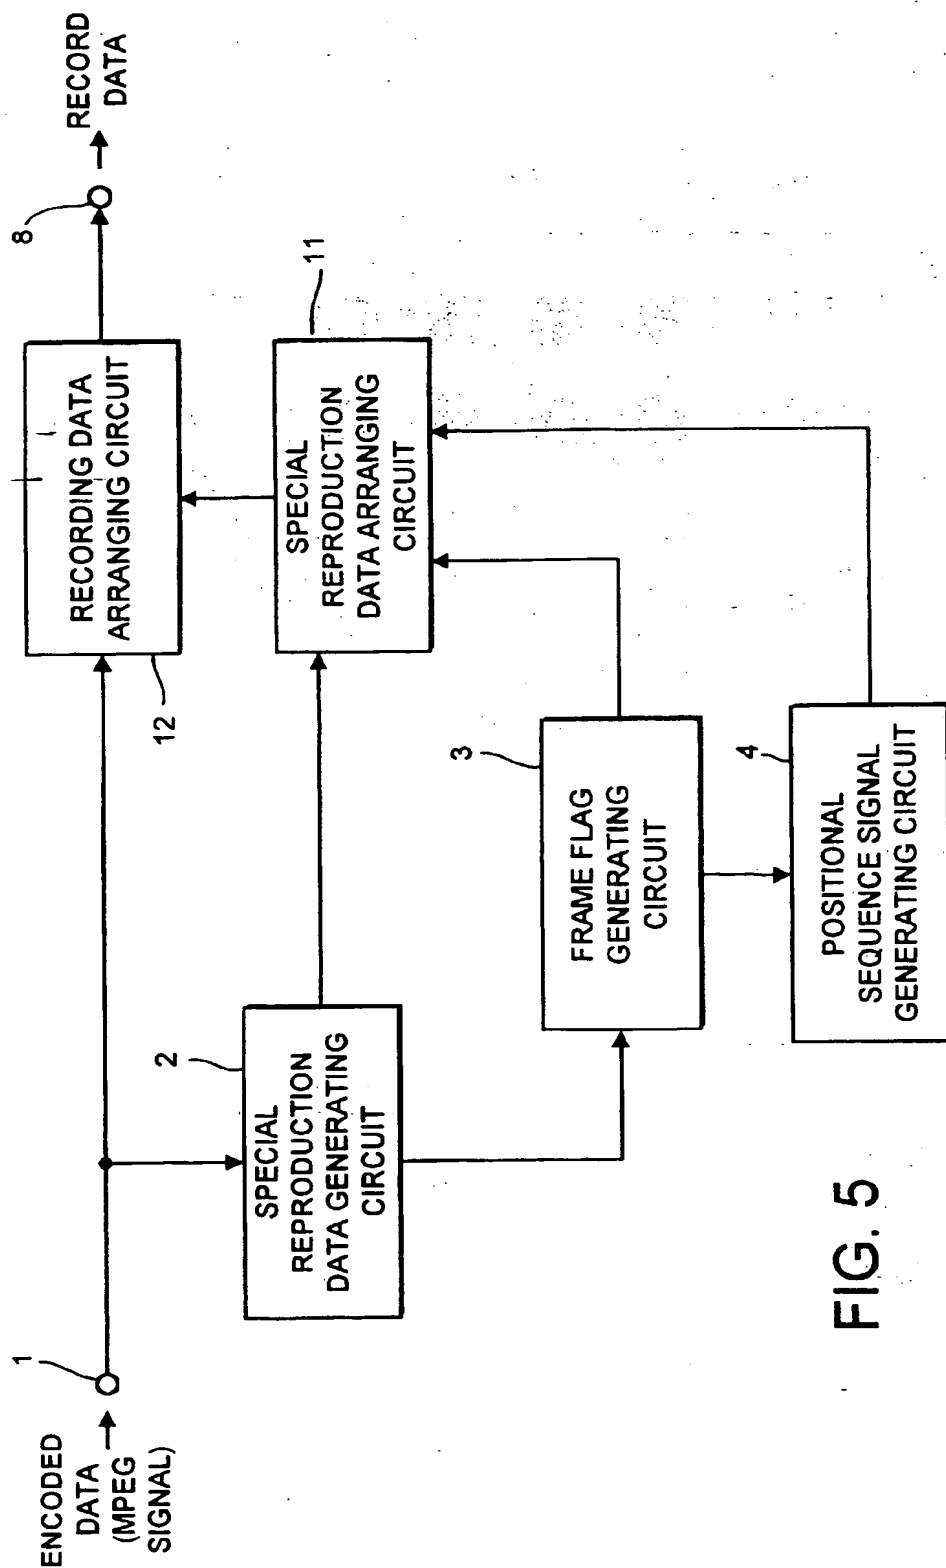 ENCODED
DATA
(MPEG
SIGNAL)
1
RECORDING DATA
ARRANGING CIRCUIT
12
8
RECORD
DATA
2
SPECIAL
REPRODUCTION
DATA GENERATING
CIRCUIT
SPECIAL
REPRODUCTION
DATA ARRANGING
CIRCUIT
11
3
FRAME FLAG
GENERATING
CIRCUIT
4
POSITIONAL
SEQUENCE SIGNAL
GENERATING CIRCUIT
FIG. 5